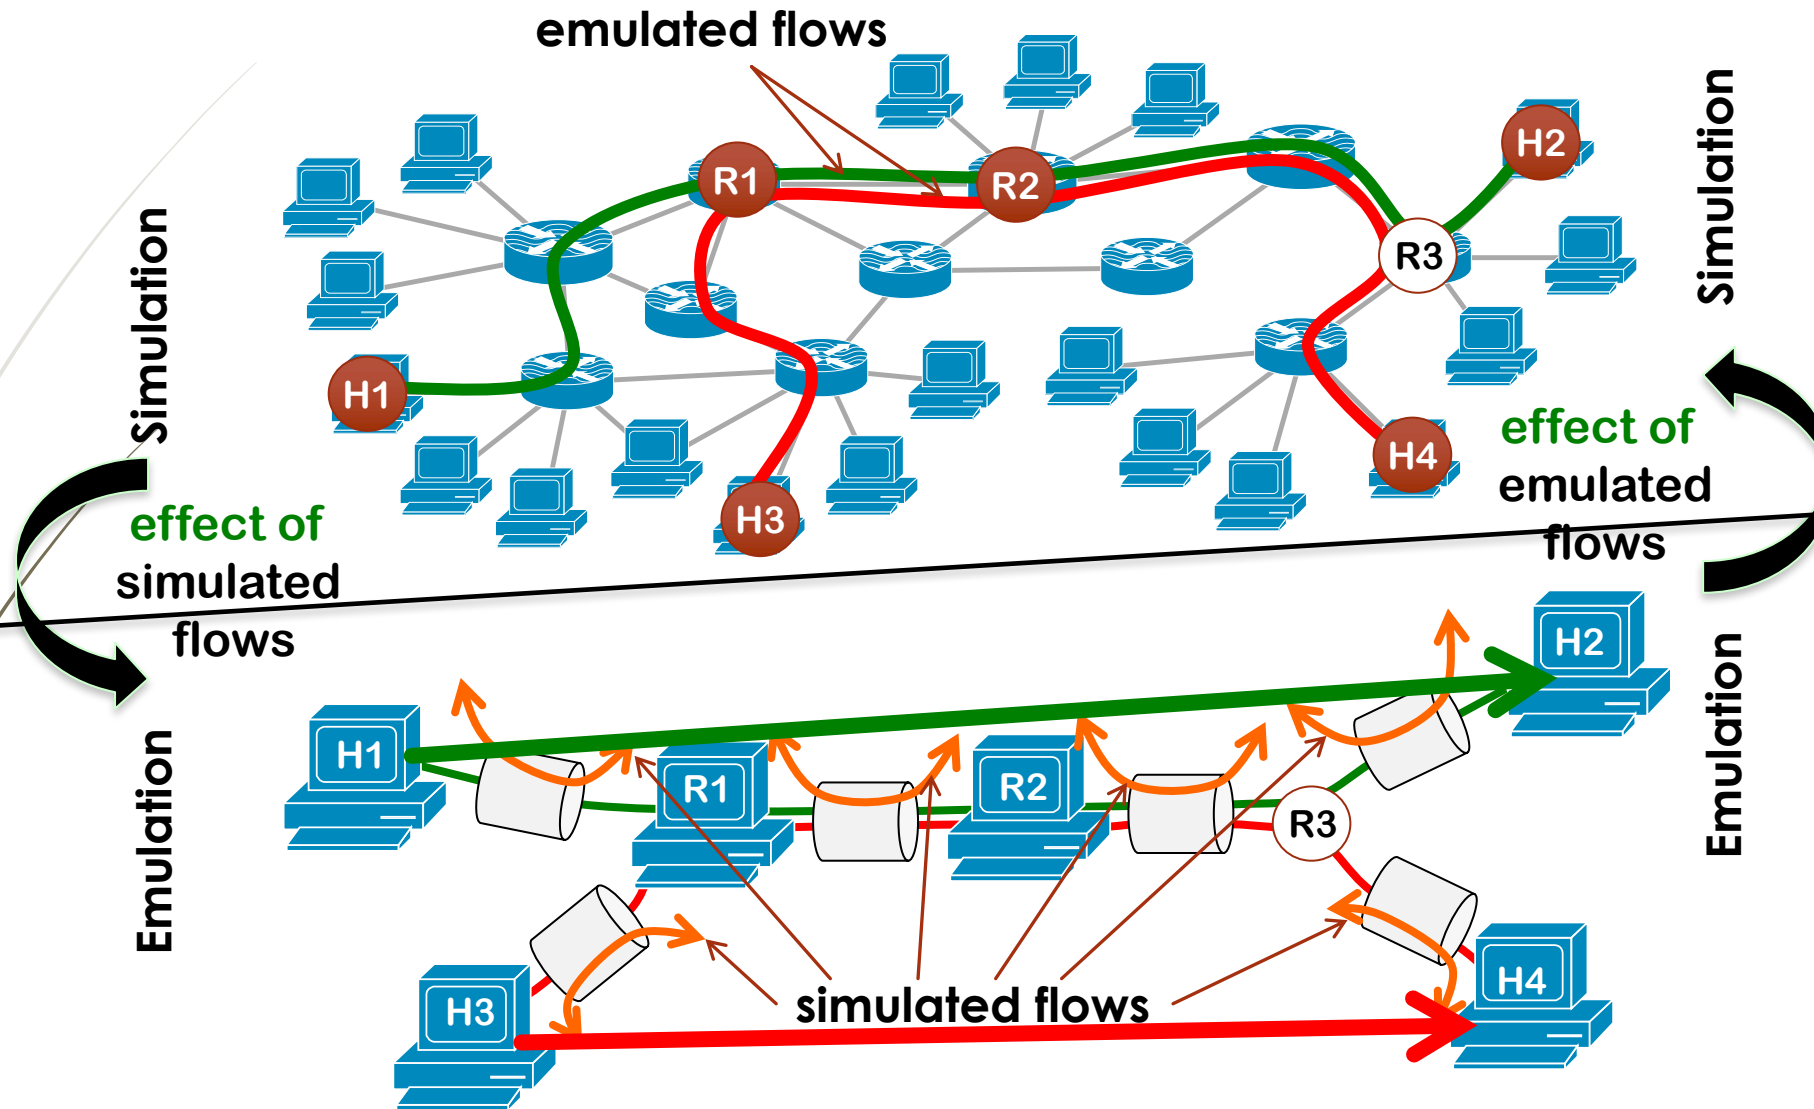 emulated flows
Simulation
Simulation
R1
R2
R3
H2
H1
H3
H4
effect of
simulated
flows
effect of
emulated
flows
Emulation
Emulation
H1
R1
R2
R3
H2
H3
H4
simulated flows